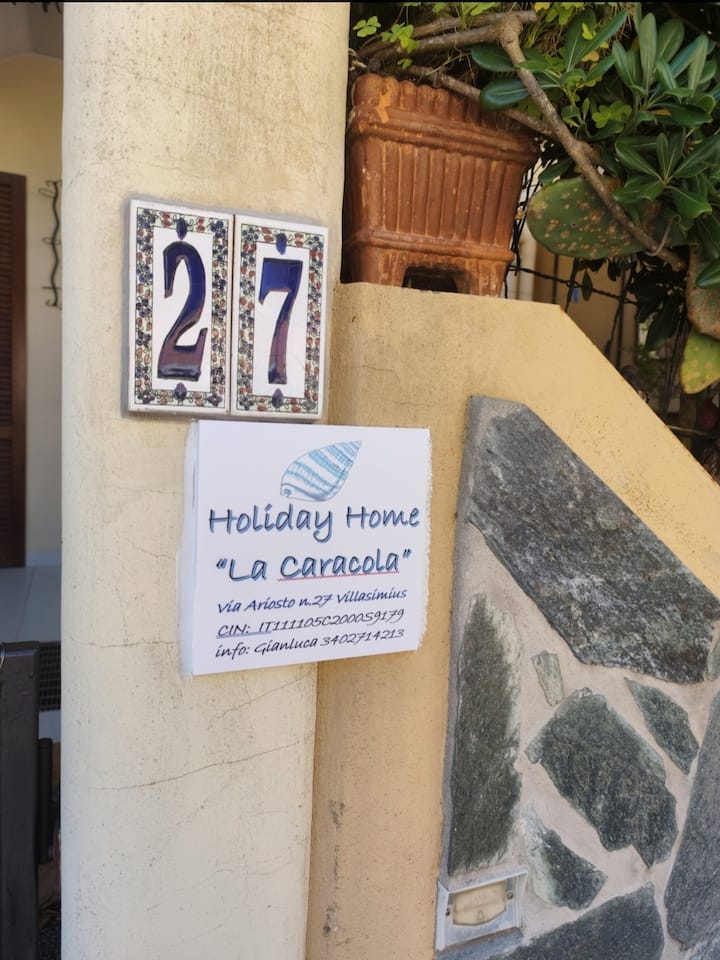 27
Holiday Home
“La Caracola”
Via Ariosto n.27 Villasimius
CIN: IT111105C2000S9179
info: Gianluca 3402714213